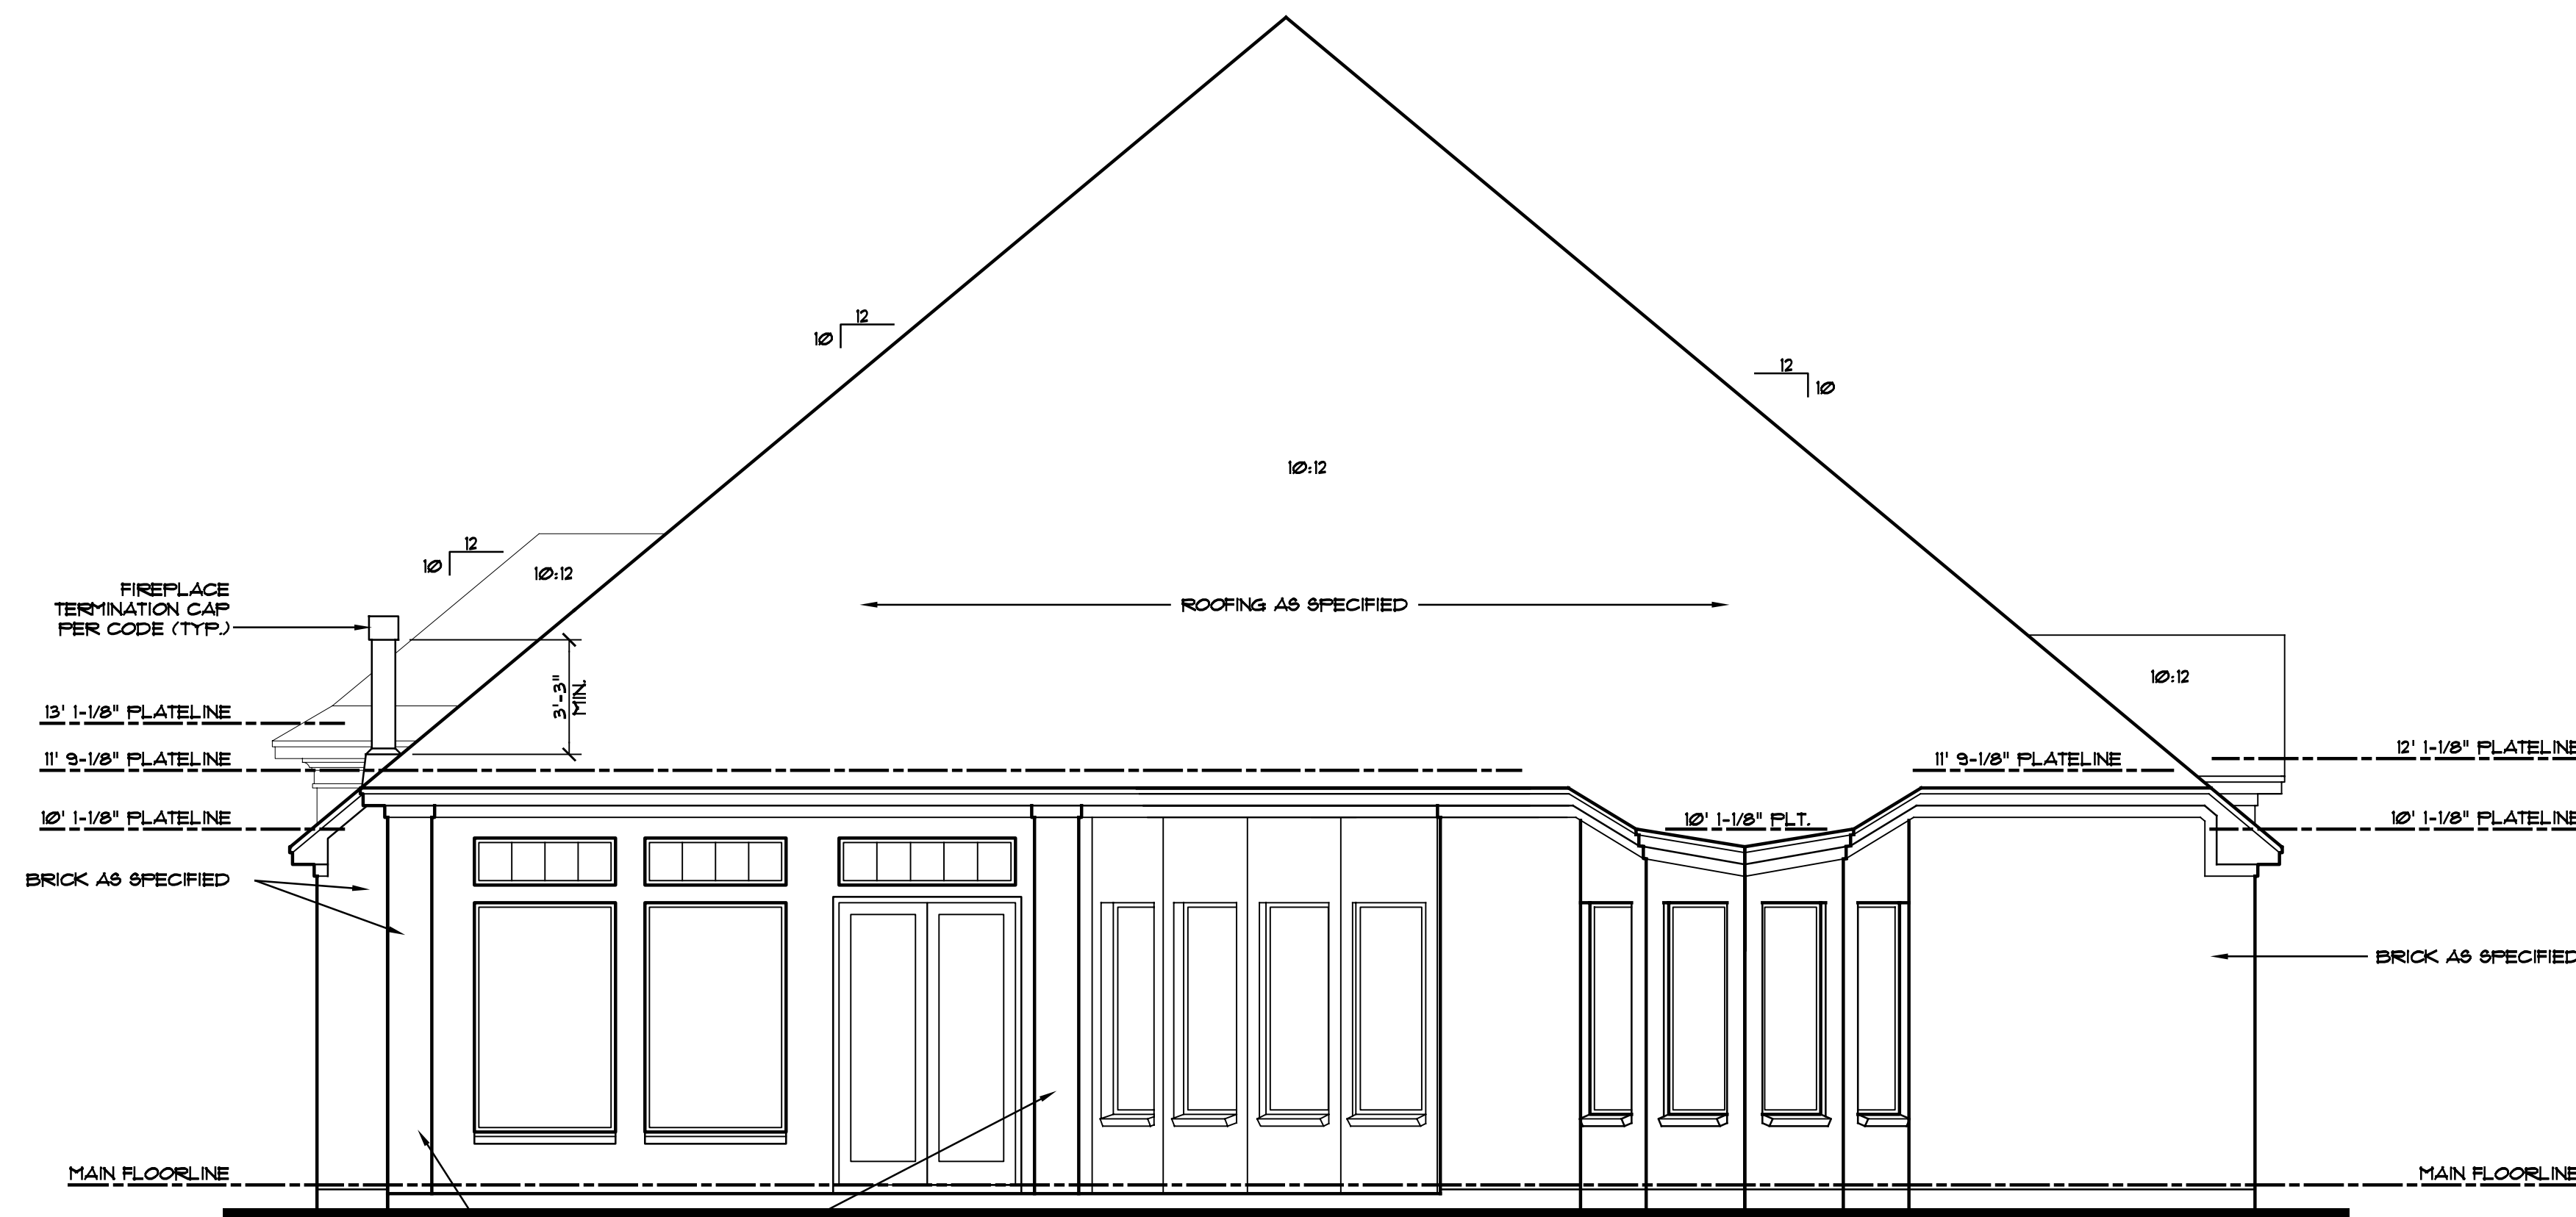 12
10
12
10
10:12
12
10
10:12
FIREPLACE
TERMINATION CAP
PER CODE (TYP.)
ROOFING AS SPECIFIED
3'-3"
MIN.
10:12
13' 1-1/8" PLATELINE
11' 9-1/8" PLATELINE
11' 9-1/8" PLATELINE
12' 1-1/8" PLATELINE
10' 1-1/8" PLATELINE
10' 1-1/8" PLT.
10' 1-1/8" PLATELINE
BRICK AS SPECIFIED
BRICK AS SPECIFIED
MAIN FLOORLINE
MAIN FLOORLINE